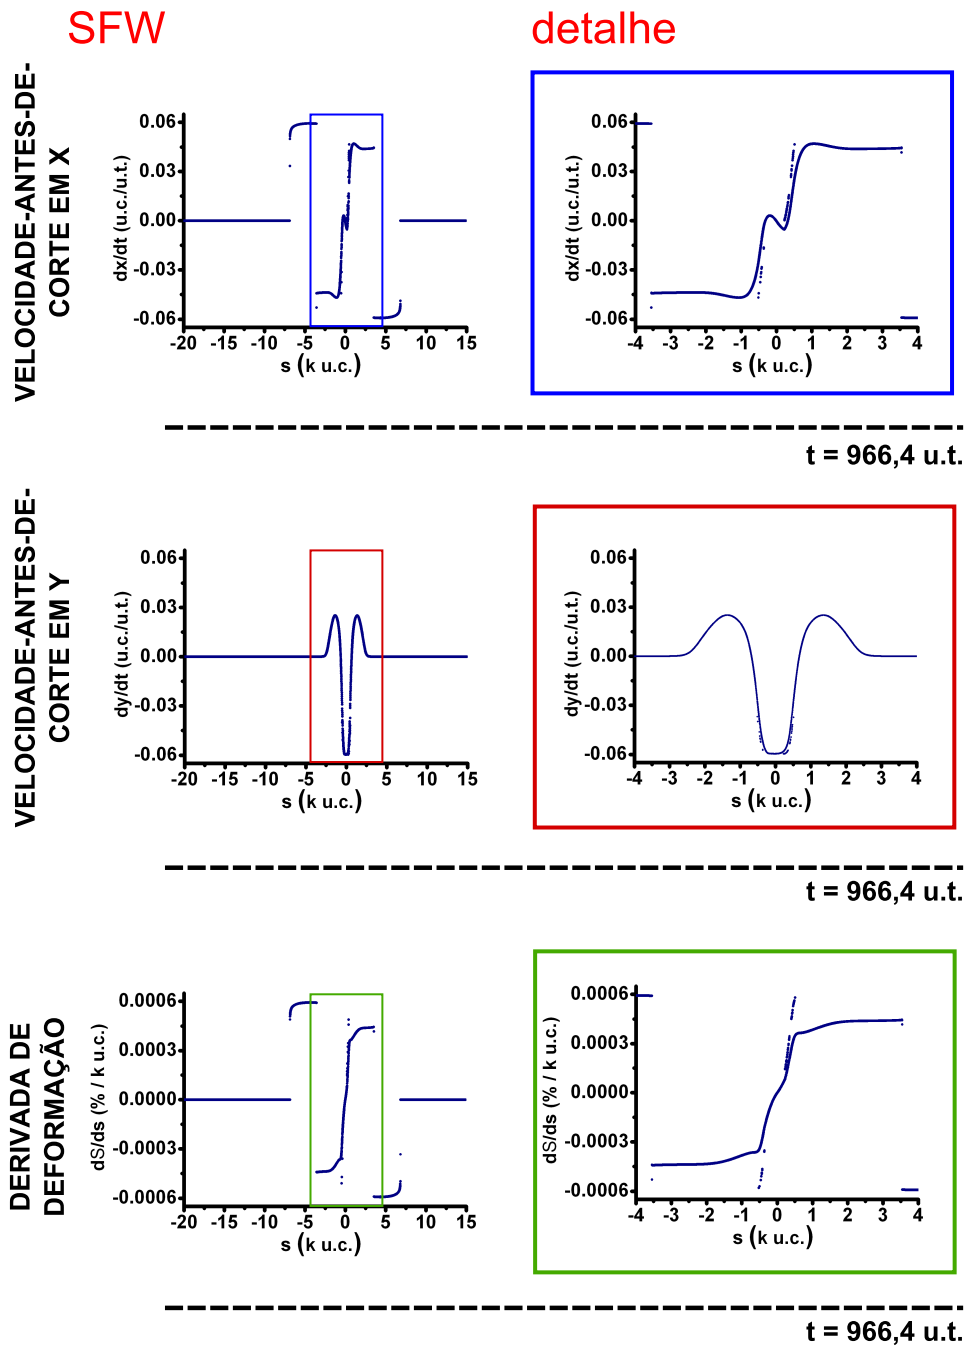 SFW detalhe
VELOCIDADE-ANTES-DE-
CORTE EM X
dx/dt (u.c./u.t.)
0.06
0.03
0.00
-0.03
-0.06
-20 -15 -10 -5 0 5 10 15
s (k u.c.)
dx/dt (u.c./u.t.)
0.06
0.03
0.00
-0.03
-0.06
-4 -3 -2 -1 0 1 2 3 4
s (k u.c.)
t = 966,4 u.t.
VELOCIDADE-ANTES-DE-
CORTE EM Y
dy/dt (u.c./u.t.)
0.06
0.03
0.00
-0.03
-0.06
-20 -15 -10 -5 0 5 10 15
s (k u.c.)
dy/dt (u.c./u.t.)
0.06
0.03
0.00
-0.03
-0.06
-4 -3 -2 -1 0 1 2 3 4
s (k u.c.)
t = 966,4 u.t.
DERIVADA DE
DEFORMAÇÃO
dS/ds (% / k u.c.)
0.0006
0.0003
0.0000
-0.0003
-0.0006
-20 -15 -10 -5 0 5 10 15
s (k u.c.)
dS/ds (% / k u.c.)
0.0006
0.0003
0.0000
-0.0003
-0.0006
-4 -3 -2 -1 0 1 2 3 4
s (k u.c.)
t = 966,4 u.t.